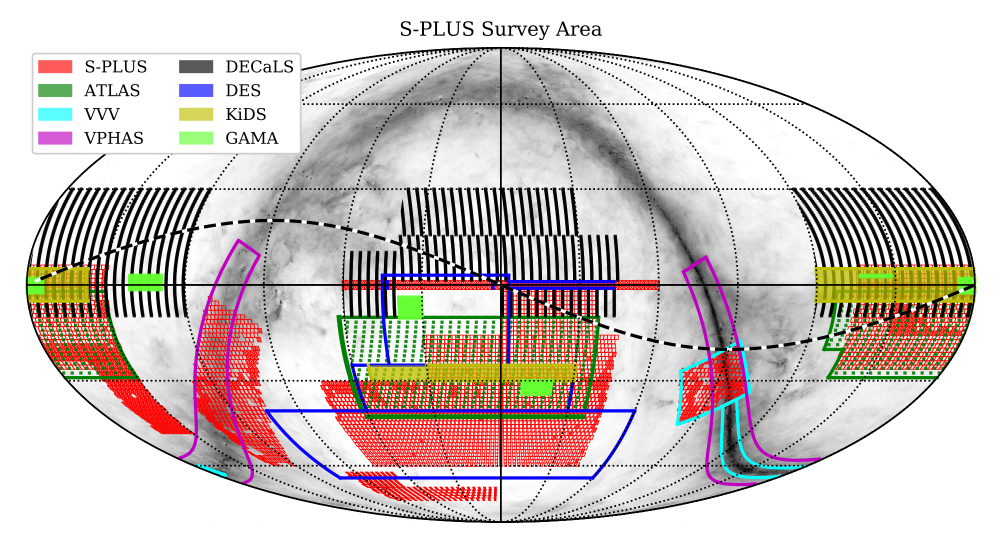 S-PLUS Survey Area
S-PLUS
ATLAS
VVV
VPHAS
DECaLS
DES
KiDS
GAMA